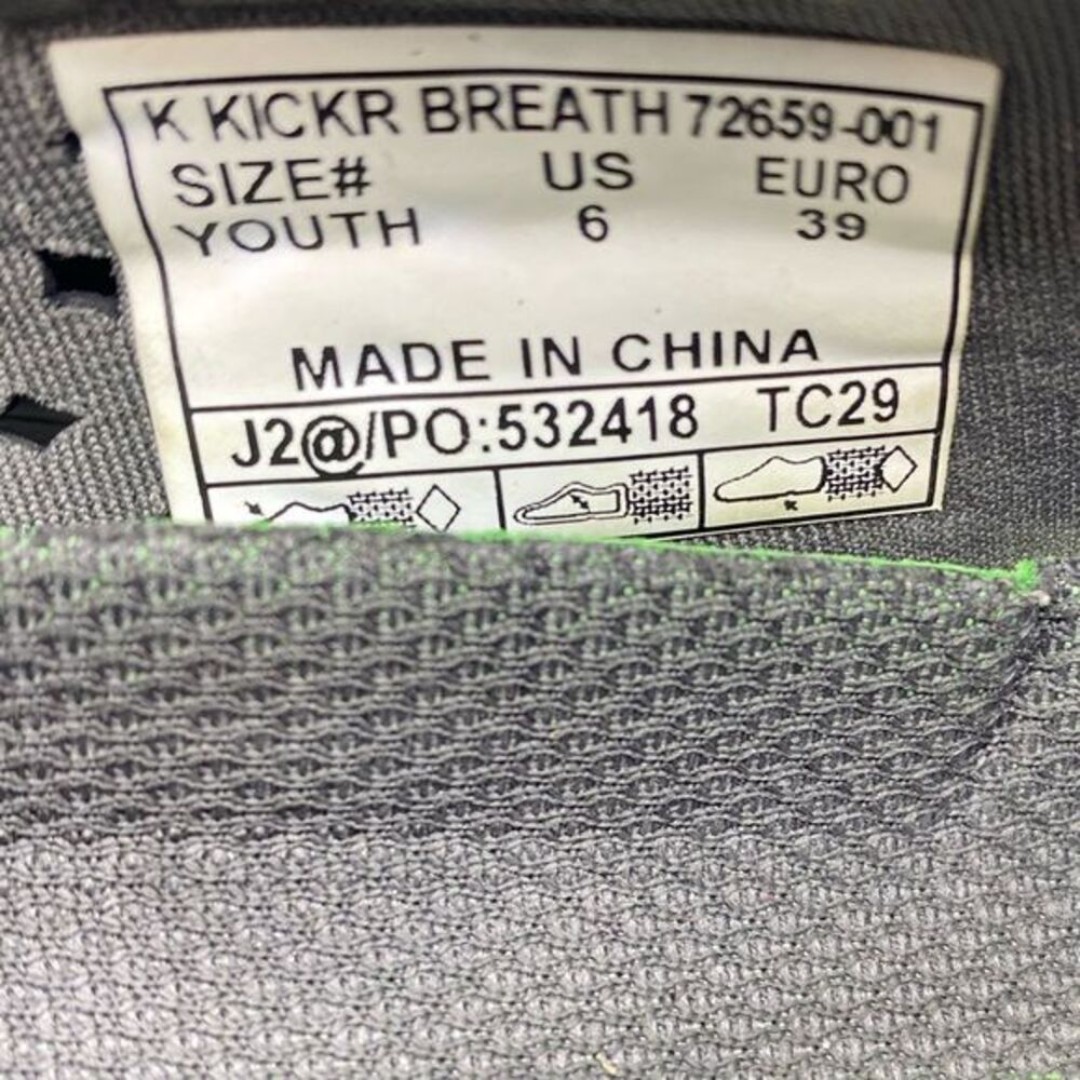 K KICKR BREATH 72659-001
SIZE# US EURO
YOUTH 6 39
MADE IN CHINA
J2@/PO:532418 TC29